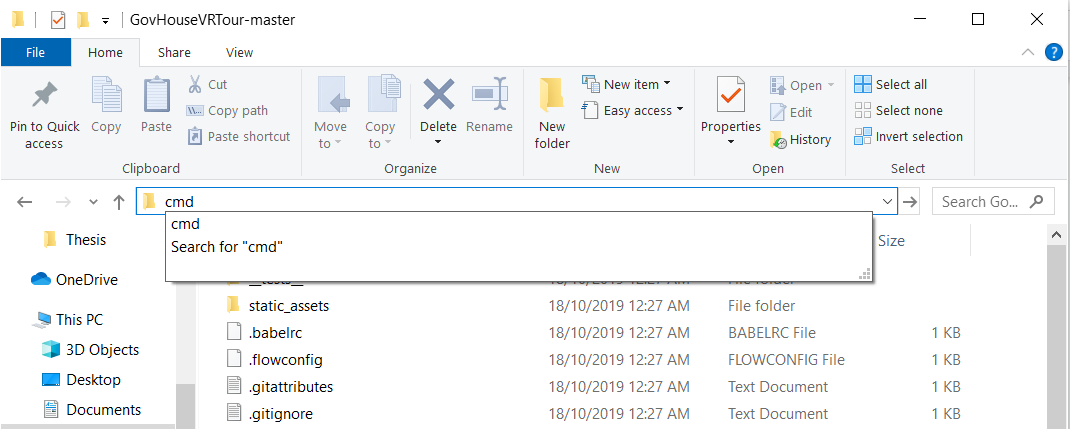 GovHouseVRTour-master
File Home Share View
Pin to Quick access
Copy
Paste
Cut
Copy path
Paste shortcut
Clipboard
Move to
Copy to
Delete
Rename
Organize
New folder
New item
Easy access
New
Properties
Open
Edit
History
Open
Select all
Select none
Invert selection
Select
cmd
Search Go...
cmd
Search for "cmd"
Size
Thesis
OneDrive
This PC
3D Objects
Desktop
Documents
__tests__ 18/10/2019 12:27 AM File folder
static_assets 18/10/2019 12:27 AM File folder
.babelrc 18/10/2019 12:27 AM BABELRC File 1 KB
.flowconfig 18/10/2019 12:27 AM FLOWCONFIG File 1 KB
.gitattributes 18/10/2019 12:27 AM Text Document 1 KB
.gitignore 18/10/2019 12:27 AM Text Document 1 KB